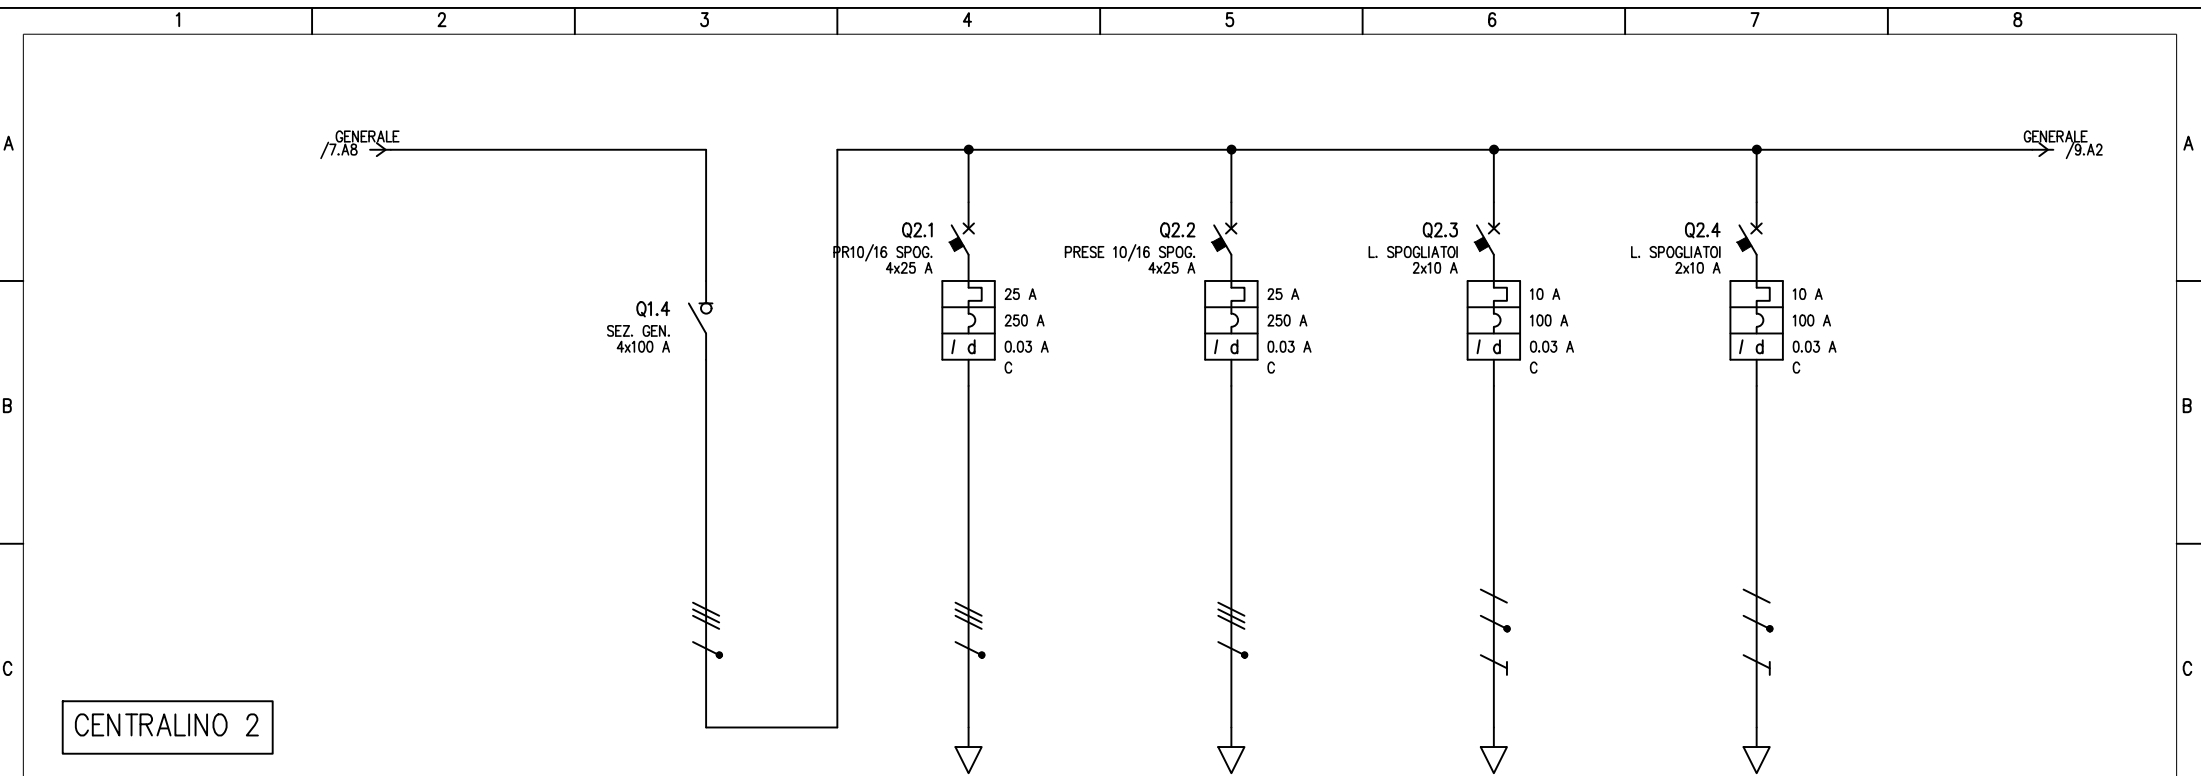 1 2 3 4 5 6 7 8
A A
GENERALE
/7.A8
GENERALE
/9.A2
Q2.1
PR10/16 SPOG.
4x25 A
25 A
250 A
I d 0.03 A
C
Q2.2
PRESE 10/16 SPOG.
4x25 A
25 A
250 A
I d 0.03 A
C
Q2.3
L. SPOGLIATOI
2x10 A
10 A
100 A
I d 0.03 A
C
Q2.4
L. SPOGLIATOI
2x10 A
10 A
100 A
I d 0.03 A
C
Q1.4
SEZ. GEN.
4x100 A
B B
C C
CENTRALINO 2